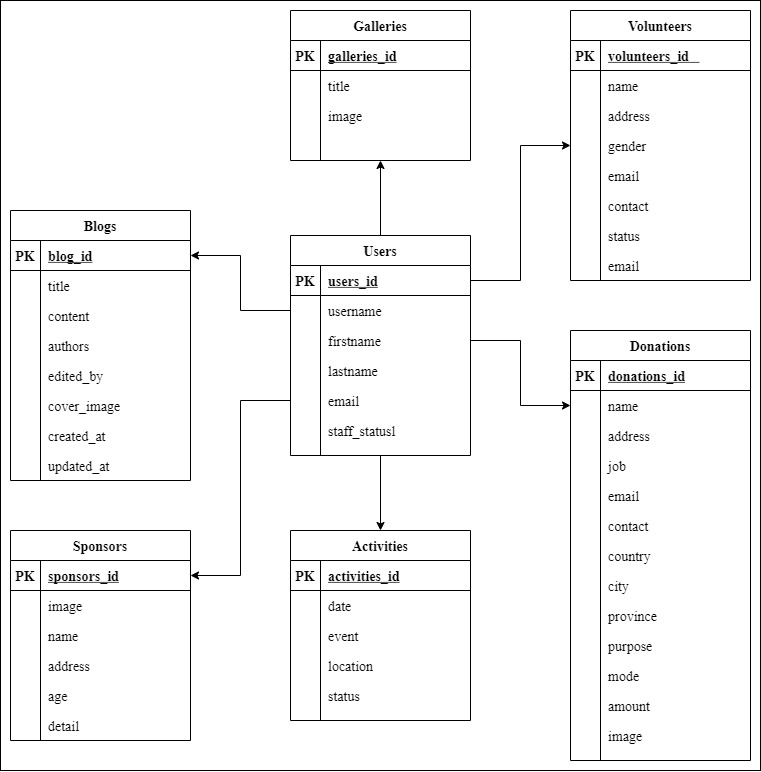 Galleries
PK galleries_id
title
image
Volunteers
PK volunteers_id
name
address
gender
email
contact
status
email
Blogs
PK blog_id
title
content
authors
edited_by
cover_image
created_at
updated_at
Users
PK users_id
username
firstname
lastname
email
staff_statusl
Donations
PK donations_id
name
address
job
email
contact
country
city
province
purpose
mode
amount
image
Sponsors
PK sponsors_id
image
name
address
age
detail
Activities
PK activities_id
date
event
location
status